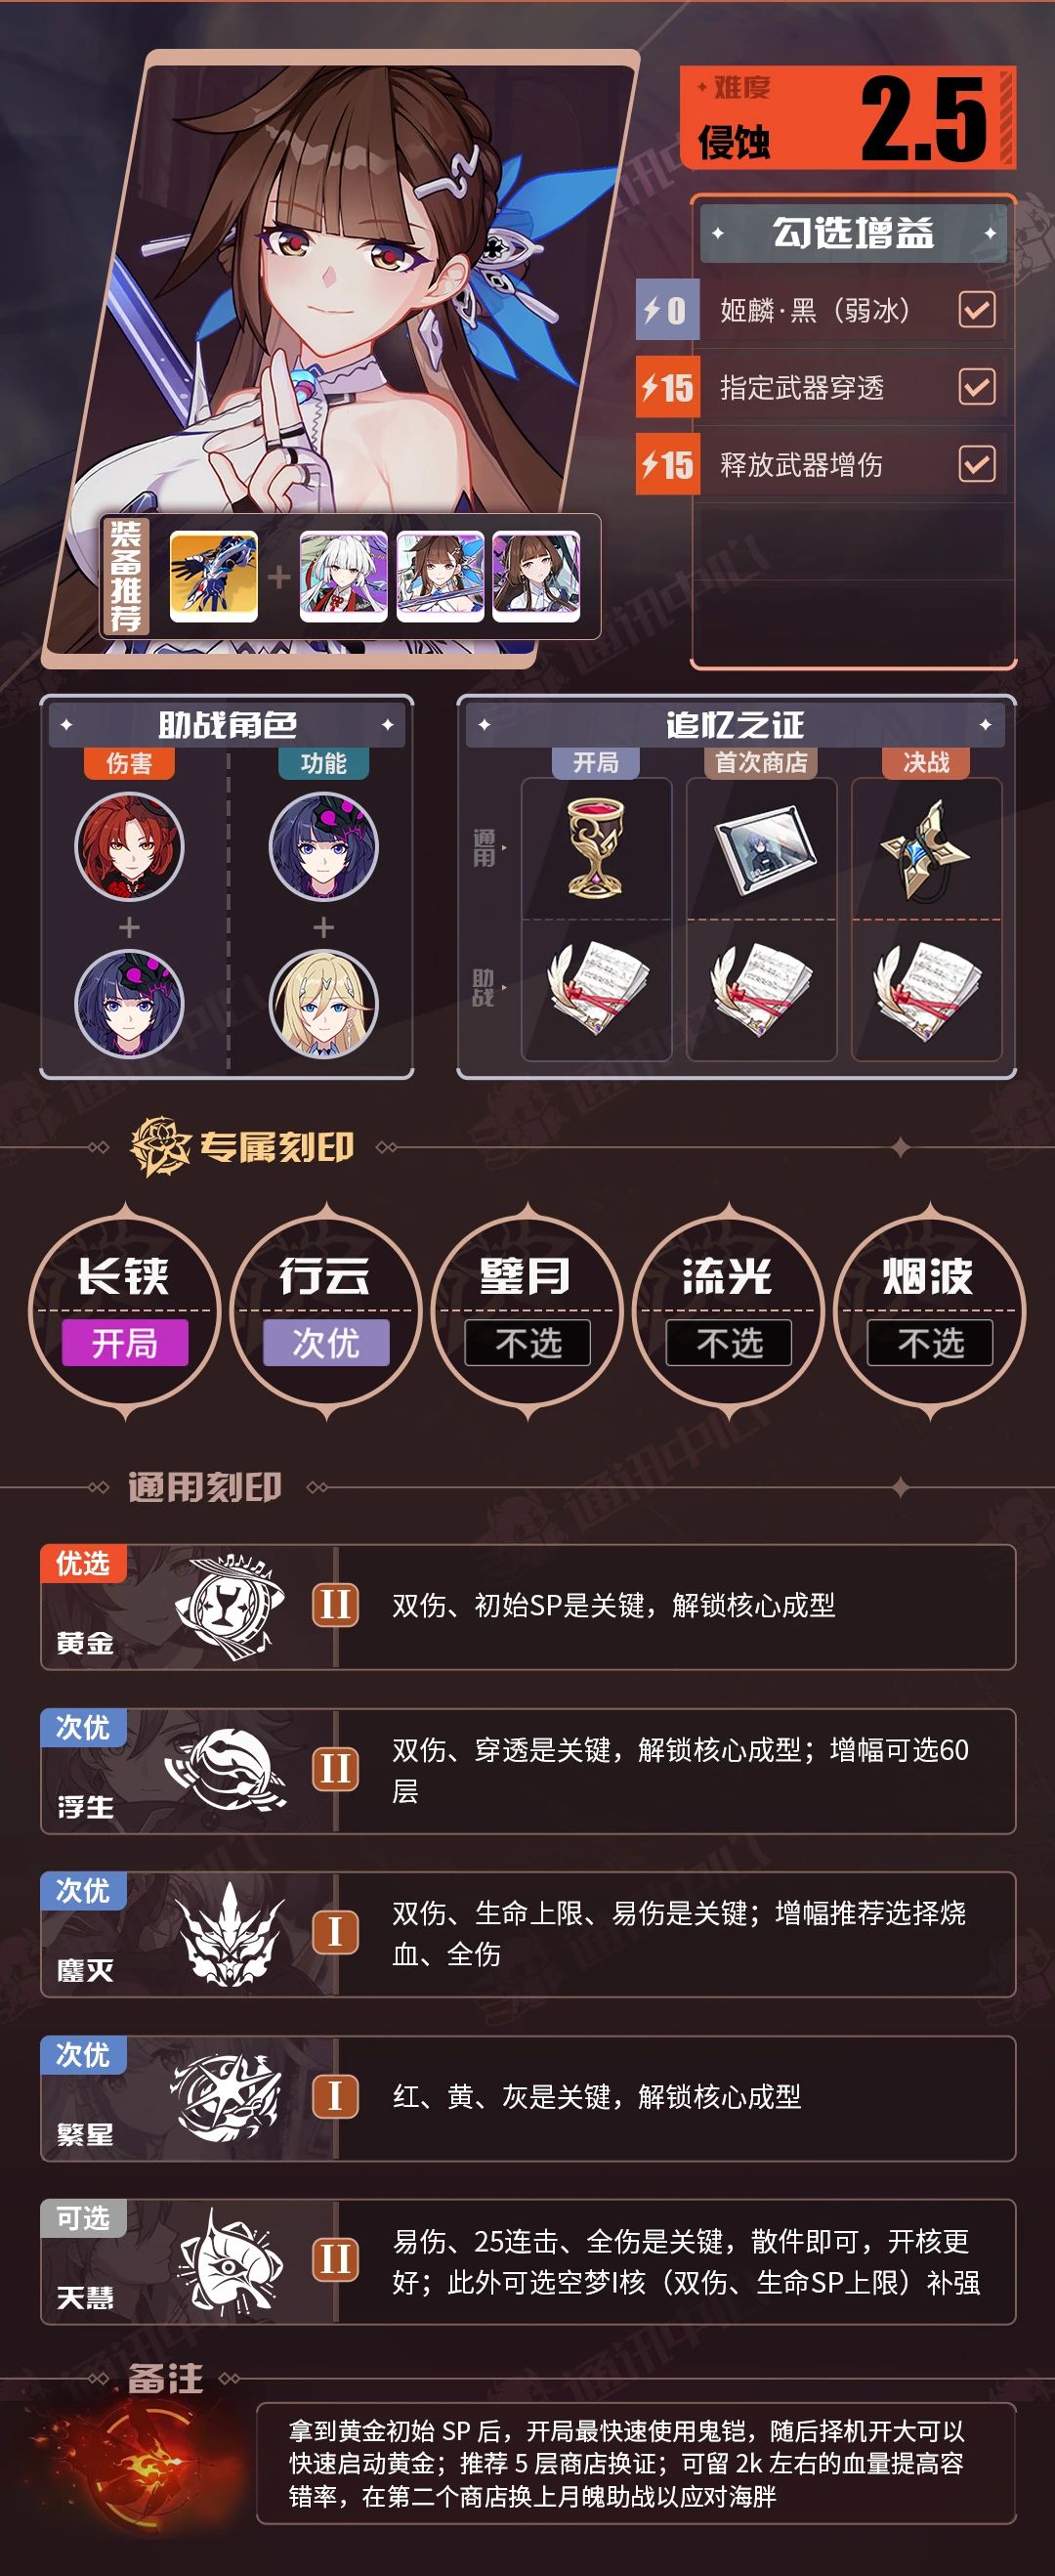 难度
侵蚀
2.5
勾选增益
0
姬麟·黑（弱冰）
15
指定武器穿透
15
释放武器增伤
装备推荐
助战角色
伤害
功能
追忆之证
开局
首次商店
决战
通用
助战
专属刻印
长铗
开局
行云
次优
璧月
不选
流光
不选
烟波
不选
通用刻印
优选
黄金
II
双伤、初始SP是关键，解锁核心成型
次优
浮生
II
双伤、穿透是关键，解锁核心成型；增幅可选60
层
次优
鏖灭
I
双伤、生命上限、易伤是关键；增幅推荐选择烧
血、全伤
次优
繁星
I
红、黄、灰是关键，解锁核心成型
可选
天慧
II
易伤、25连击、全伤是关键，散件即可，开核更
好；此外可选空梦I核（双伤、生命SP上限）补强
备注
拿到黄金初始 SP 后，开局最快速使用鬼铠，随后择机开大可以
快速启动黄金；推荐 5 层商店换证；可留 2k 左右的血量提高容
错率，在第二个商店换上月魄助战以应对海胖